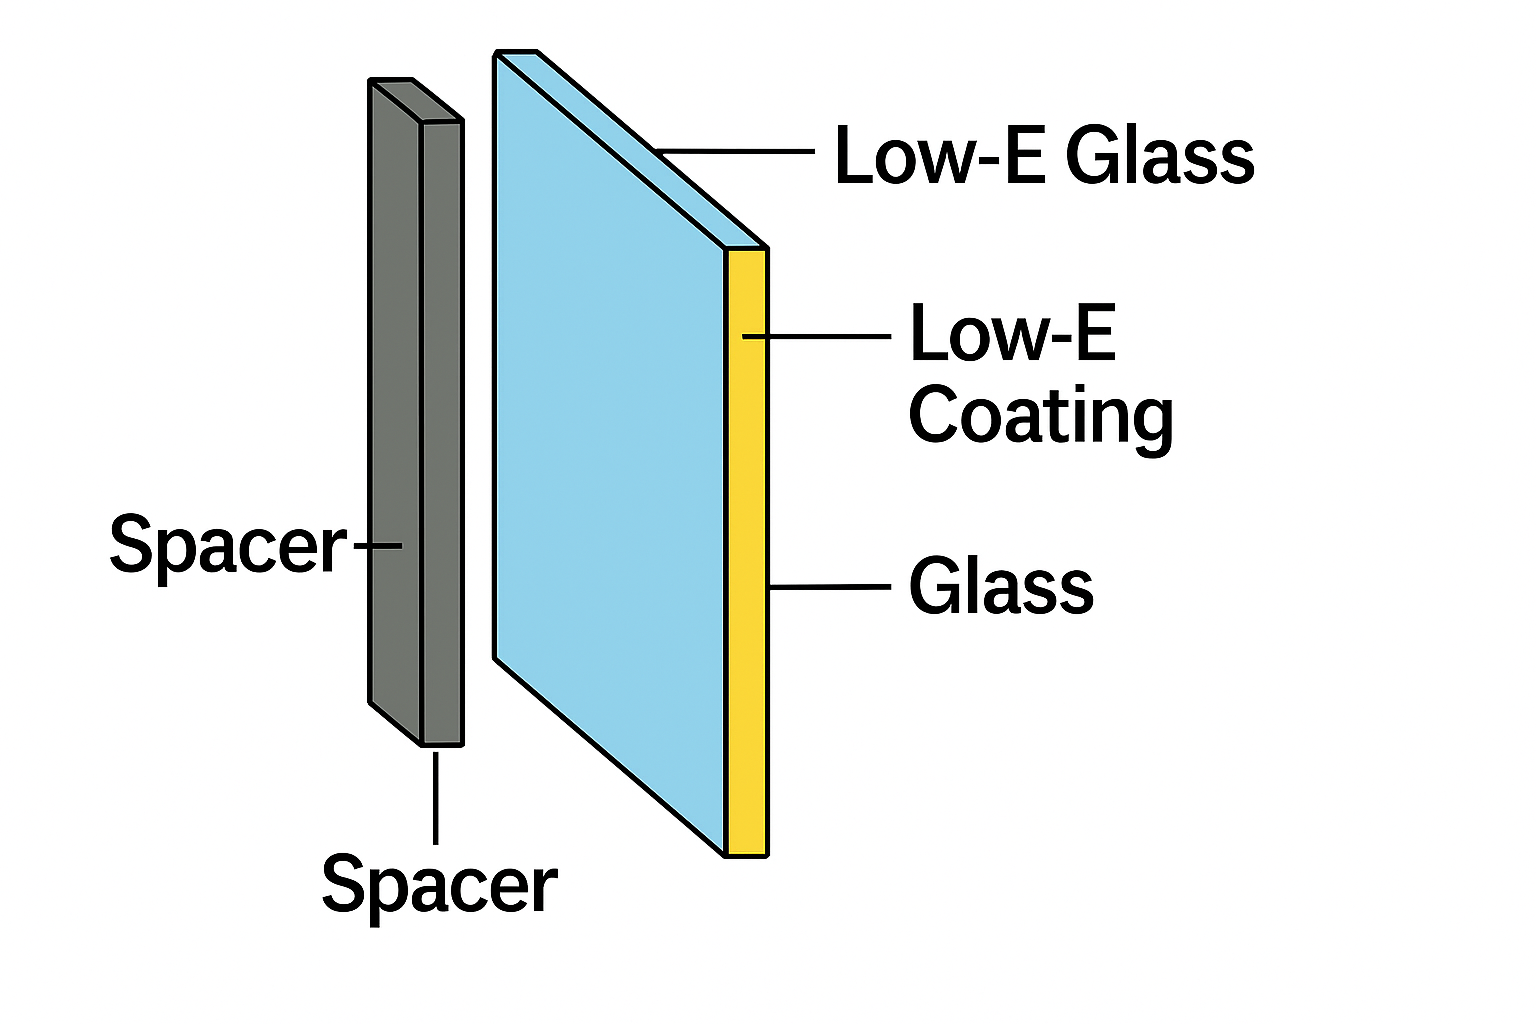 Low-E Glass
Low-E
Coating
Spacer
Glass
Spacer